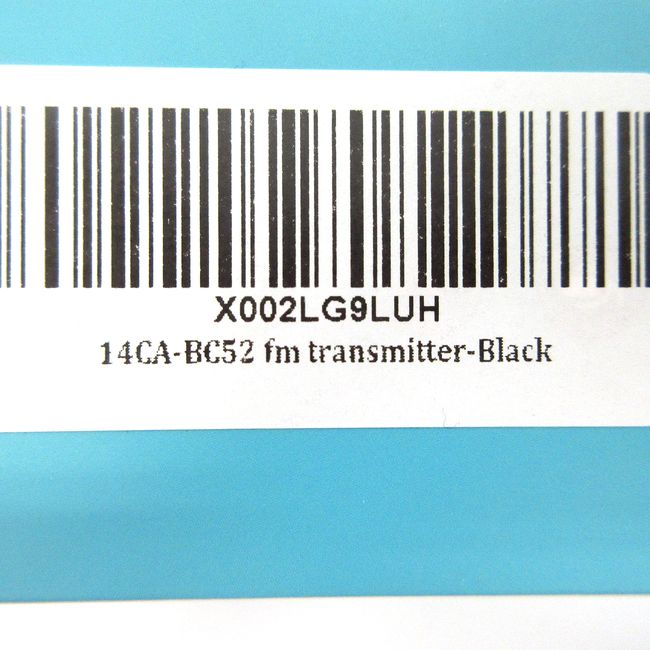 X002LG9LUH
14CA-BC52 fm transmitter-Black